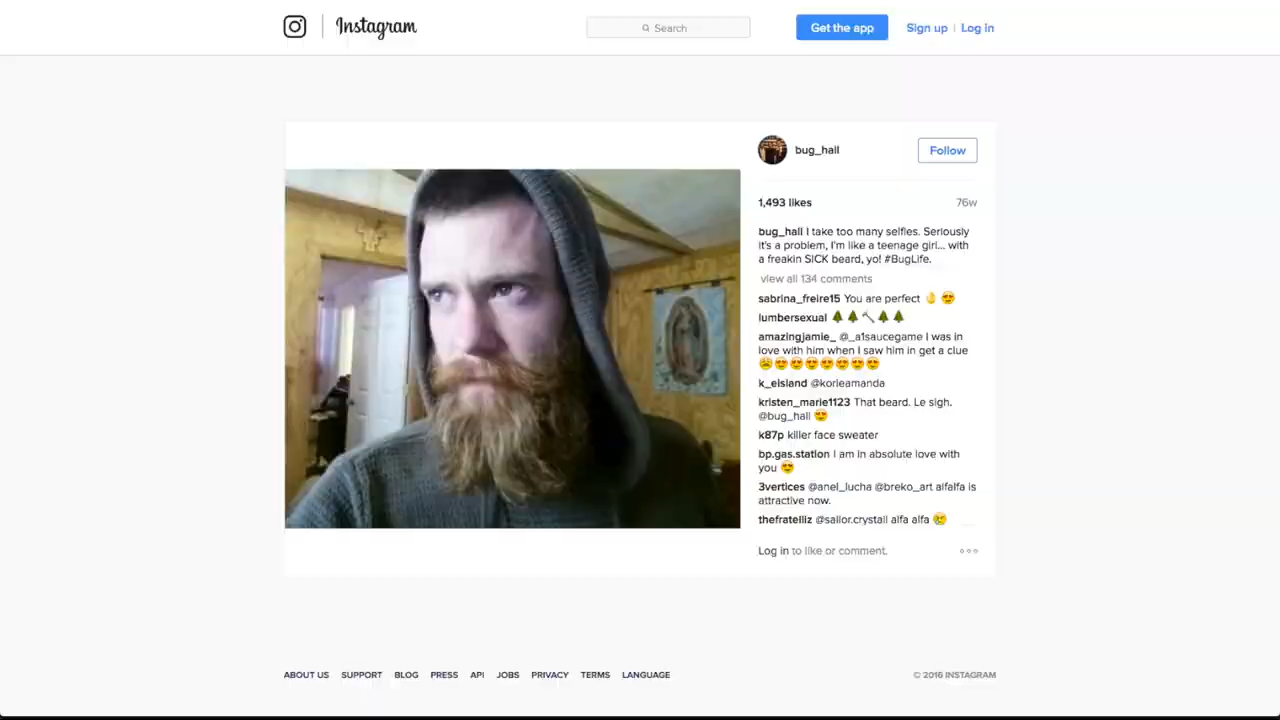 Instagram
Search
Get the app
Sign up | Log in
bug_hall
Follow
1,493 likes
76w
bug_hall I take too many selfies. Seriously
it's a problem, I'm like a teenage girl... with
a freakin SICK beard, yo! #BugLife.
view all 134 comments
sabrina_freire15 You are perfect 👌 😍
lumbersexual 🌲🌲🔨🌲🌲
amazingjamie_ @_a1saucegame I was in
love with him when I saw him in get a clue
😩😍😍😍😍😍😍😍
k_eisland @korieamanda
kristen_marie1123 That beard. Le sigh.
@bug_hall 😍
k87p killer face sweater
bp.gas.station I am in absolute love with
you 😍
3vertices @anel_lucha @breko_art alfalfa is
attractive now.
thefratelliz @sailor.crystall alfa alfa 😢
Log in to like or comment.
ABOUT US SUPPORT BLOG PRESS API JOBS PRIVACY TERMS LANGUAGE
© 2016 INSTAGRAM